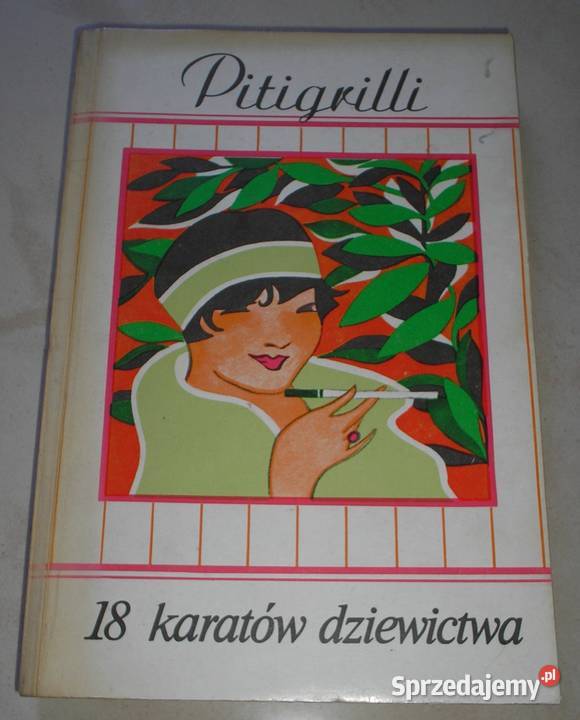 Pitigrilli
18 karatów dziewictwa
Sprzedajemy.pl